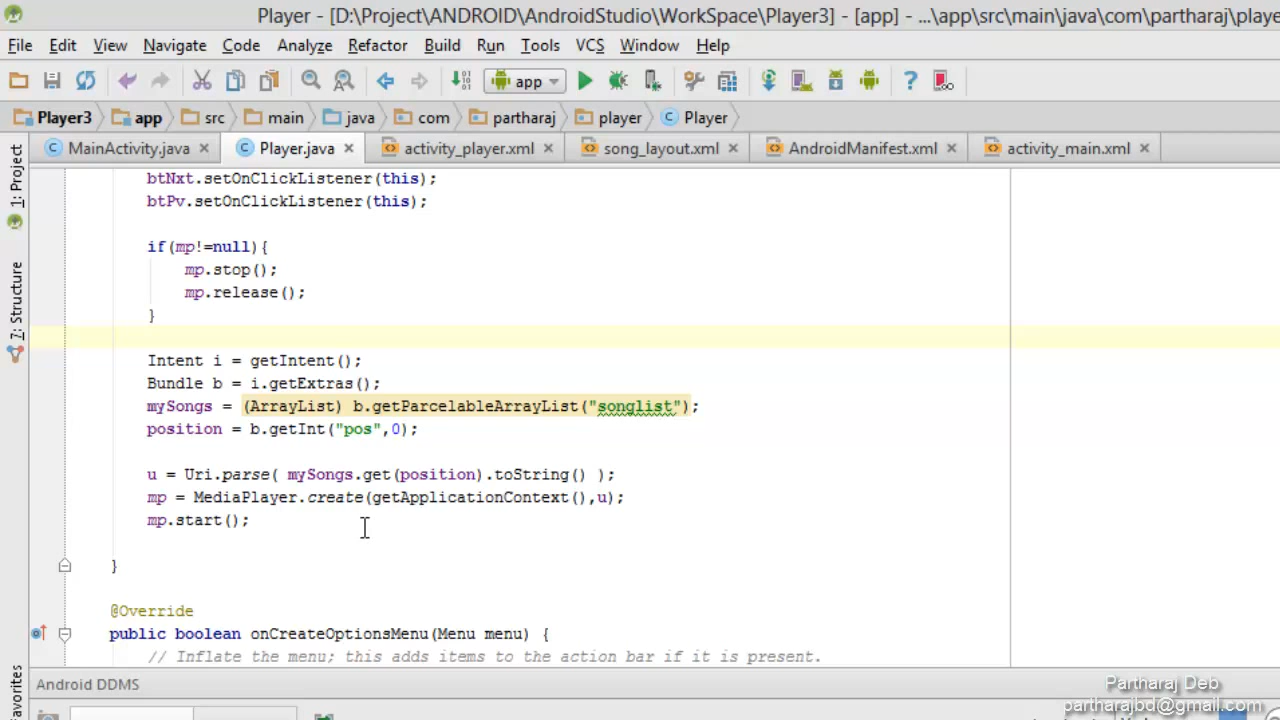 Player - [D:\Project\ANDROID\AndroidStudio\WorkSpace\Player3] - [app] - ...\app\src\main\java\com\partharaj\playe
File Edit View Navigate Code Analyze Refactor Build Run Tools VCS Window Help
app
Player3 app src main java com partharaj player Player
MainActivity.java Player.java activity_player.xml song_layout.xml AndroidManifest.xml activity_main.xml
1: Project
7: Structure
Favorites
btNxt.setOnClickListener(this);
btPv.setOnClickListener(this);
if(mp!=null){
mp.stop();
mp.release();
}
Intent i = getIntent();
Bundle b = i.getExtras();
mySongs = (ArrayList) b.getParcelableArrayList("songlist");
position = b.getInt("pos",0);
u = Uri.parse( mySongs.get(position).toString() );
mp = MediaPlayer.create(getApplicationContext(),u);
mp.start();
}
@Override
public boolean onCreateOptionsMenu(Menu menu) {
// Inflate the menu; this adds items to the action bar if it is present.
Android DDMS
Partharaj Deb
partharajbd@gmail.com